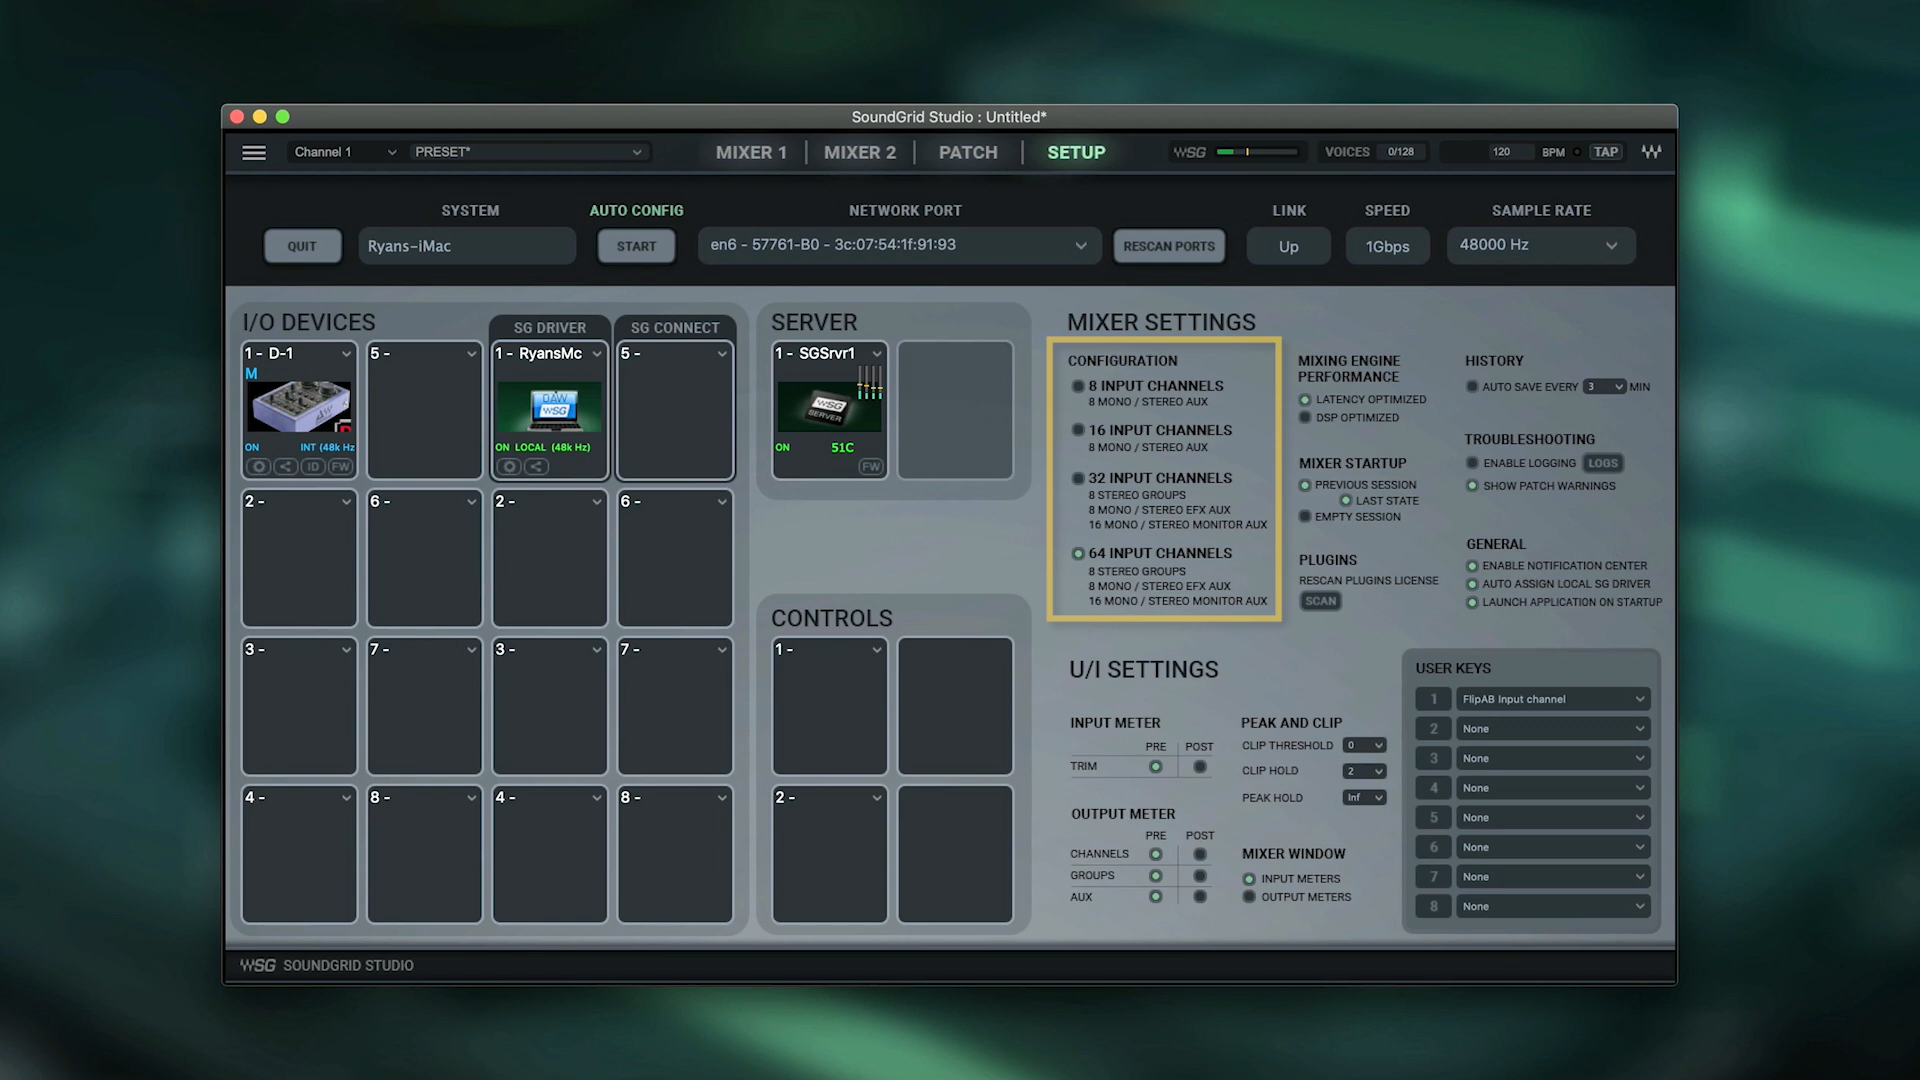 SoundGrid Studio : Untitled*
Channel 1
PRESET*
MIXER 1
MIXER 2
PATCH
SETUP
WSG
VOICES 0/128
120 BPM TAP
SYSTEM
AUTO CONFIG
NETWORK PORT
LINK
SPEED
SAMPLE RATE
QUIT
Ryans-iMac
START
en6 - 57761-B0 - 3c:07:54:1f:91:93
RESCAN PORTS
Up
1Gbps
48000 Hz
I/O DEVICES
SG DRIVER
SG CONNECT
1 - D-1
M
ON INT (48k Hz
ID FW
5 -
1 - RyansMc
DAW
WSG
ON LOCAL (48k Hz)
5 -
2 -
6 -
2 -
6 -
3 -
7 -
3 -
7 -
4 -
8 -
4 -
8 -
SERVER
1 - SGSrvr1
WSG
SERVER
ON 51C
FW
CONTROLS
1 -
2 -
MIXER SETTINGS
CONFIGURATION
8 INPUT CHANNELS
8 MONO / STEREO AUX
16 INPUT CHANNELS
8 MONO / STEREO AUX
32 INPUT CHANNELS
8 STEREO GROUPS
8 MONO / STEREO EFX AUX
16 MONO / STEREO MONITOR AUX
64 INPUT CHANNELS
8 STEREO GROUPS
8 MONO / STEREO EFX AUX
16 MONO / STEREO MONITOR AUX
MIXING ENGINE
PERFORMANCE
LATENCY OPTIMIZED
DSP OPTIMIZED
MIXER STARTUP
PREVIOUS SESSION
LAST STATE
EMPTY SESSION
PLUGINS
RESCAN PLUGINS LICENSE
SCAN
HISTORY
AUTO SAVE EVERY 3 MIN
TROUBLESHOOTING
ENABLE LOGGING LOGS
SHOW PATCH WARNINGS
GENERAL
ENABLE NOTIFICATION CENTER
AUTO ASSIGN LOCAL SG DRIVER
LAUNCH APPLICATION ON STARTUP
U/I SETTINGS
INPUT METER
PRE POST
TRIM
OUTPUT METER
PRE POST
CHANNELS
GROUPS
AUX
PEAK AND CLIP
CLIP THRESHOLD 0
CLIP HOLD 2
PEAK HOLD Inf
MIXER WINDOW
INPUT METERS
OUTPUT METERS
USER KEYS
1 FlipAB Input channel
2 None
3 None
4 None
5 None
6 None
7 None
8 None
WSG SOUNDGRID STUDIO